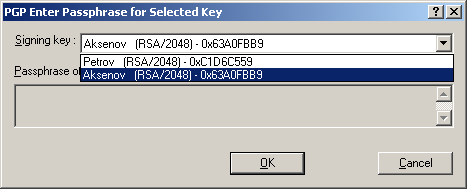 PGP Enter Passphrase for Selected Key
Signing key : Aksenov (RSA/2048) - 0x63A0FBB9
Petrov (RSA/2048) - 0xC1D6C559
Passphrase o Aksenov (RSA/2048) - 0x63A0FBB9
OK Cancel